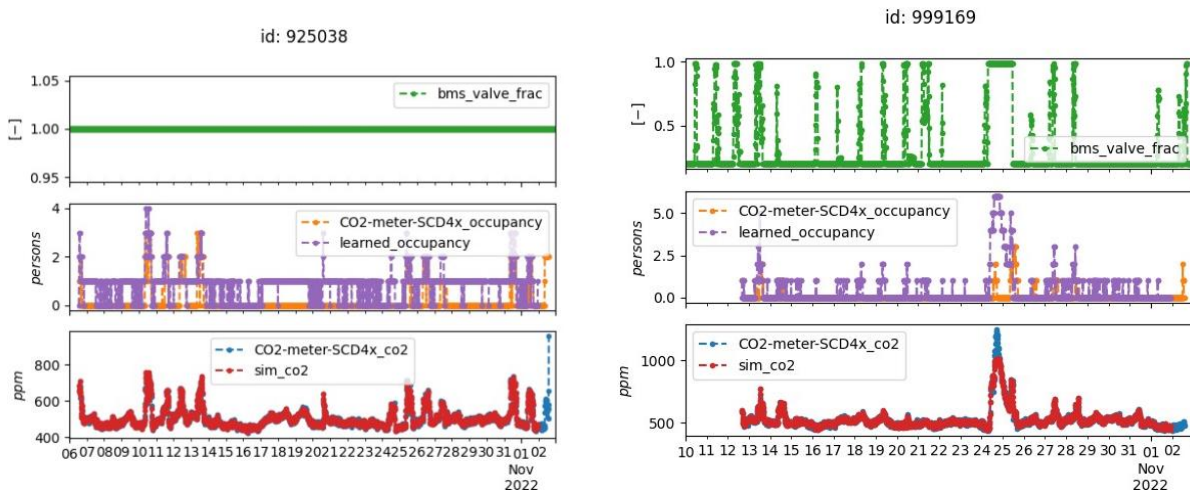 id: 925038
1.05
1.00
0.95
[−]
bms_valve_frac
4
2
0
persons
CO2-meter-SCD4x_occupancy
learned_occupancy
800
600
400
ppm
CO2-meter-SCD4x_co2
sim_co2
06 07 08 09 10 11 12 13 14 15 16 17 18 19 20 21 22 23 24 25 26 27 28 29 30 31 01 02
Nov
2022
id: 999169
1.0
0.5
[−]
bms_valve_frac
5.0
2.5
0.0
persons
CO2-meter-SCD4x_occupancy
learned_occupancy
1000
500
ppm
CO2-meter-SCD4x_co2
sim_co2
10 11 12 13 14 15 16 17 18 19 20 21 22 23 24 25 26 27 28 29 30 31 01 02
Nov
2022